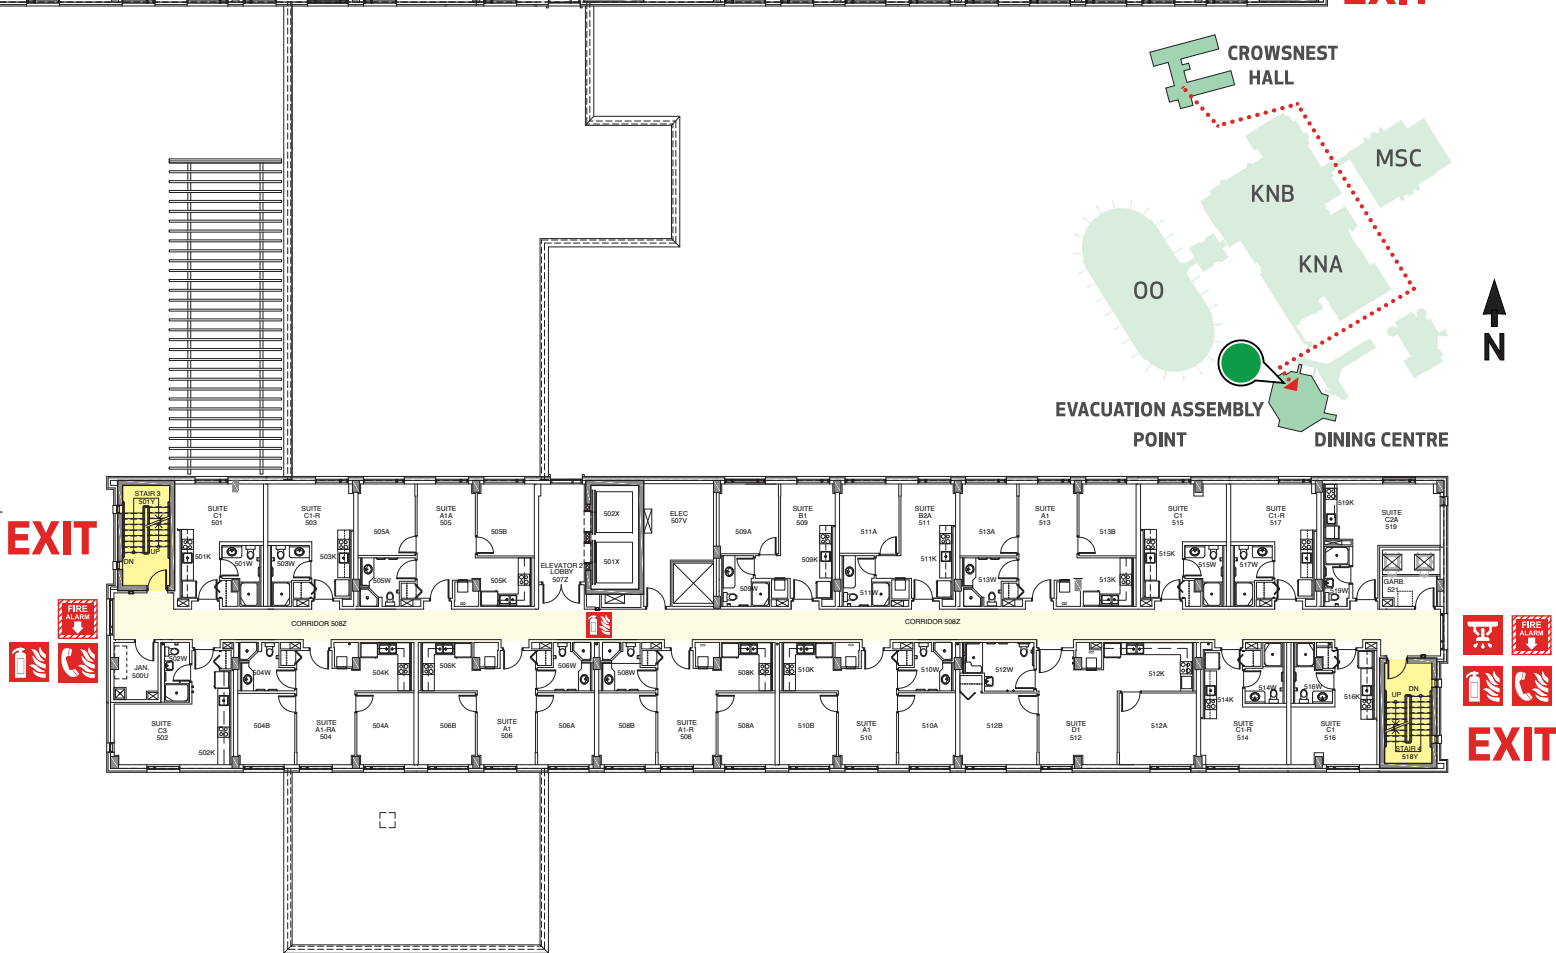 EXIT
CROWSNEST
HALL
MSC
KNB
KNA
OO
N
EVACUATION ASSEMBLY
POINT
DINING CENTRE
EXIT
STAIR 3
501Y
UP
DN
SUITE
C1
501
501K
501W
SUITE
C1-R
503
503K
503W
505A
SUITE
A1A
505
505B
505W
505K
ELEVATOR 2
LOBBY
507Z
502X
501X
ELEC
507V
509A
SUITE
B1
509
509K
509W
511A
SUITE
B2A
511
511K
511W
513A
SUITE
A1
513
513B
513W
513K
SUITE
C1
515
515K
515W
SUITE
C1-R
517
517W
519K
SUITE
C2A
519
519W
GARB.
521
FIRE
ALARM
CORRIDOR 508Z
CORRIDOR 508Z
FIRE
ALARM
JAN.
500U
502W
SUITE
C3
502
502K
504W
504K
504B
SUITE
A1-RA
504
504A
506K
506W
506B
SUITE
A1
506
506A
508W
508K
508B
SUITE
A1-R
508
508A
510K
510W
510B
SUITE
A1
510
510A
512W
512K
512B
SUITE
D1
512
512A
514K
514W
SUITE
C1-R
514
516W
516K
SUITE
C1
516
UP
DN
STAIR 4
518Y
EXIT